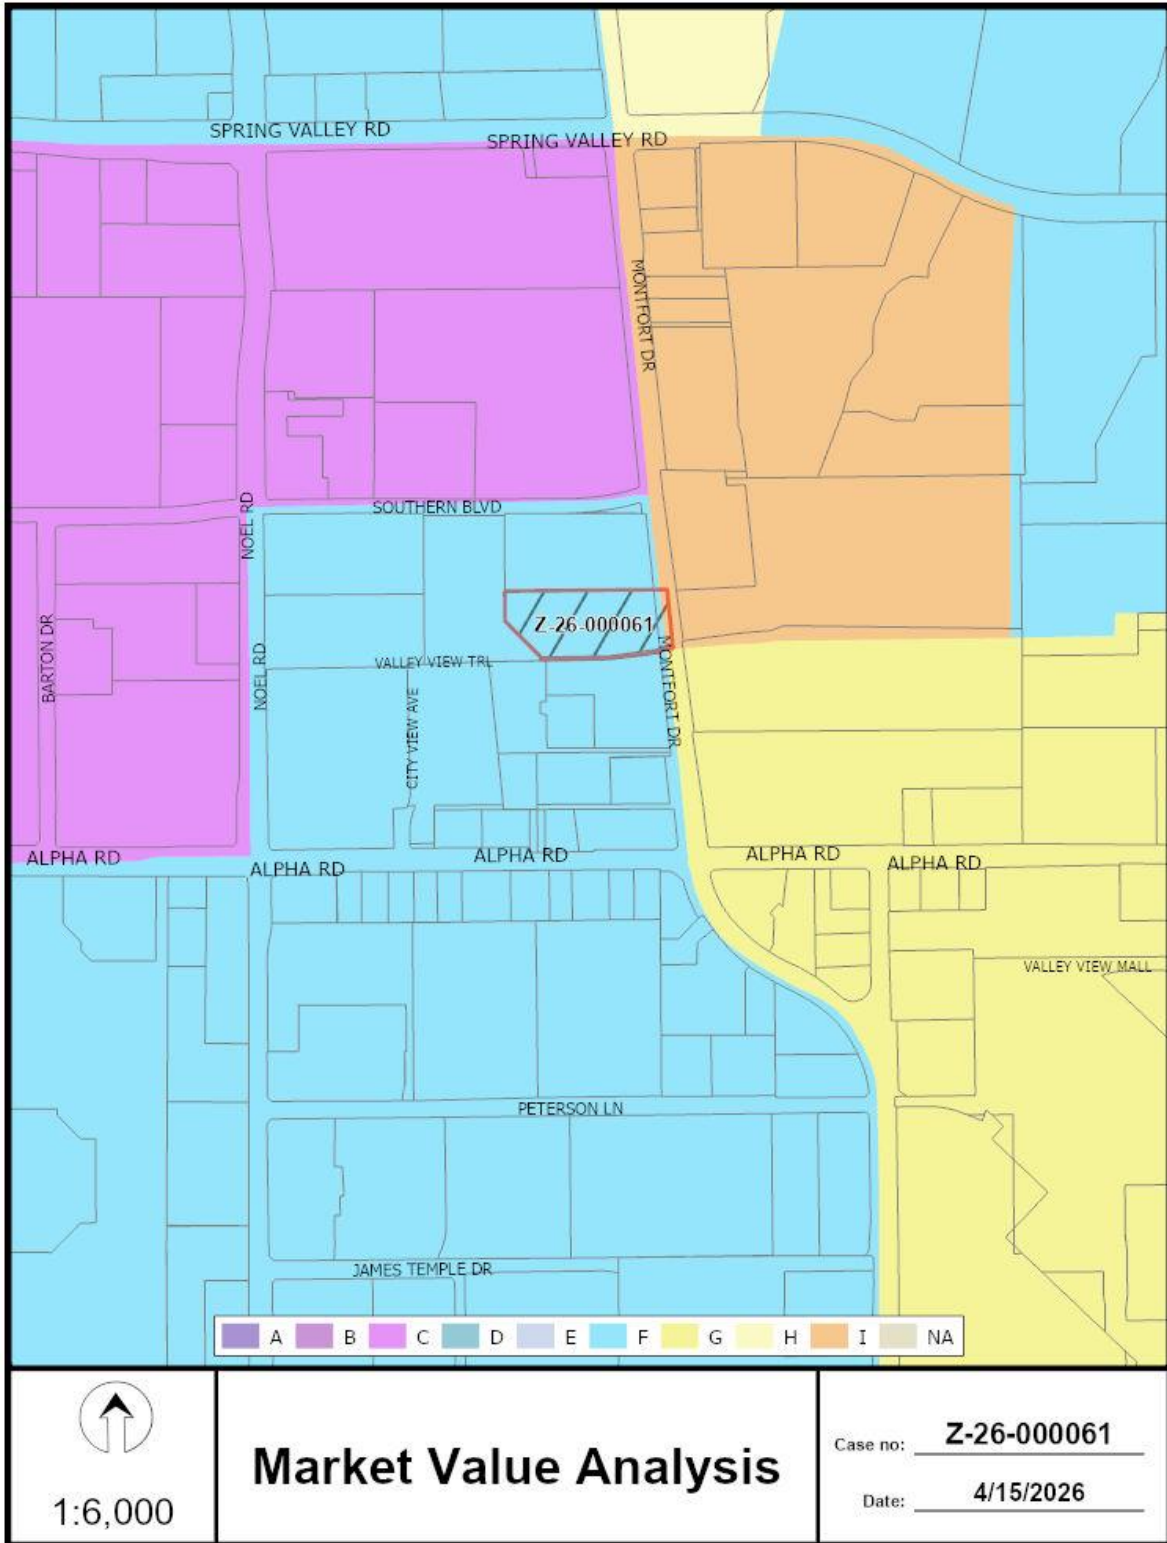 SPRING VALLEY RD
SPRING VALLEY RD
MONTFORT DR
SOUTHERN BLVD
NOEL RD
Z-26-000061
BARTON DR
NOEL RD
VALLEY VIEW TRL
MONTFORT DR
CITY VIEW AVE
ALPHA RD
ALPHA RD
ALPHA RD
ALPHA RD
ALPHA RD
VALLEY VIEW MALL
PETERSON LN
JAMES TEMPLE DR
A B C D E F G H I NA
1:6,000
Market Value Analysis
Case no: Z-26-000061
Date: 4/15/2026